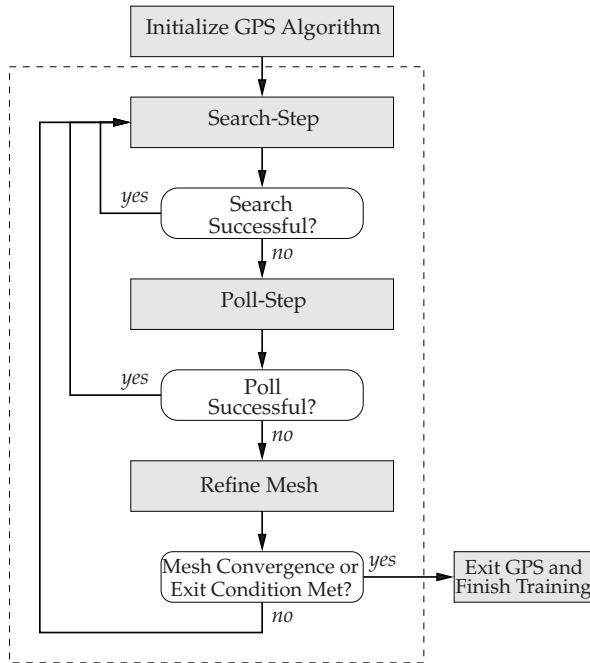 Initialize GPS Algorithm
Search-Step
yes
Search
Successful?
no
Poll-Step
yes
Poll
Successful?
no
Refine Mesh
Mesh Convergence or
Exit Condition Met?
yes
Exit GPS and
Finish Training
no